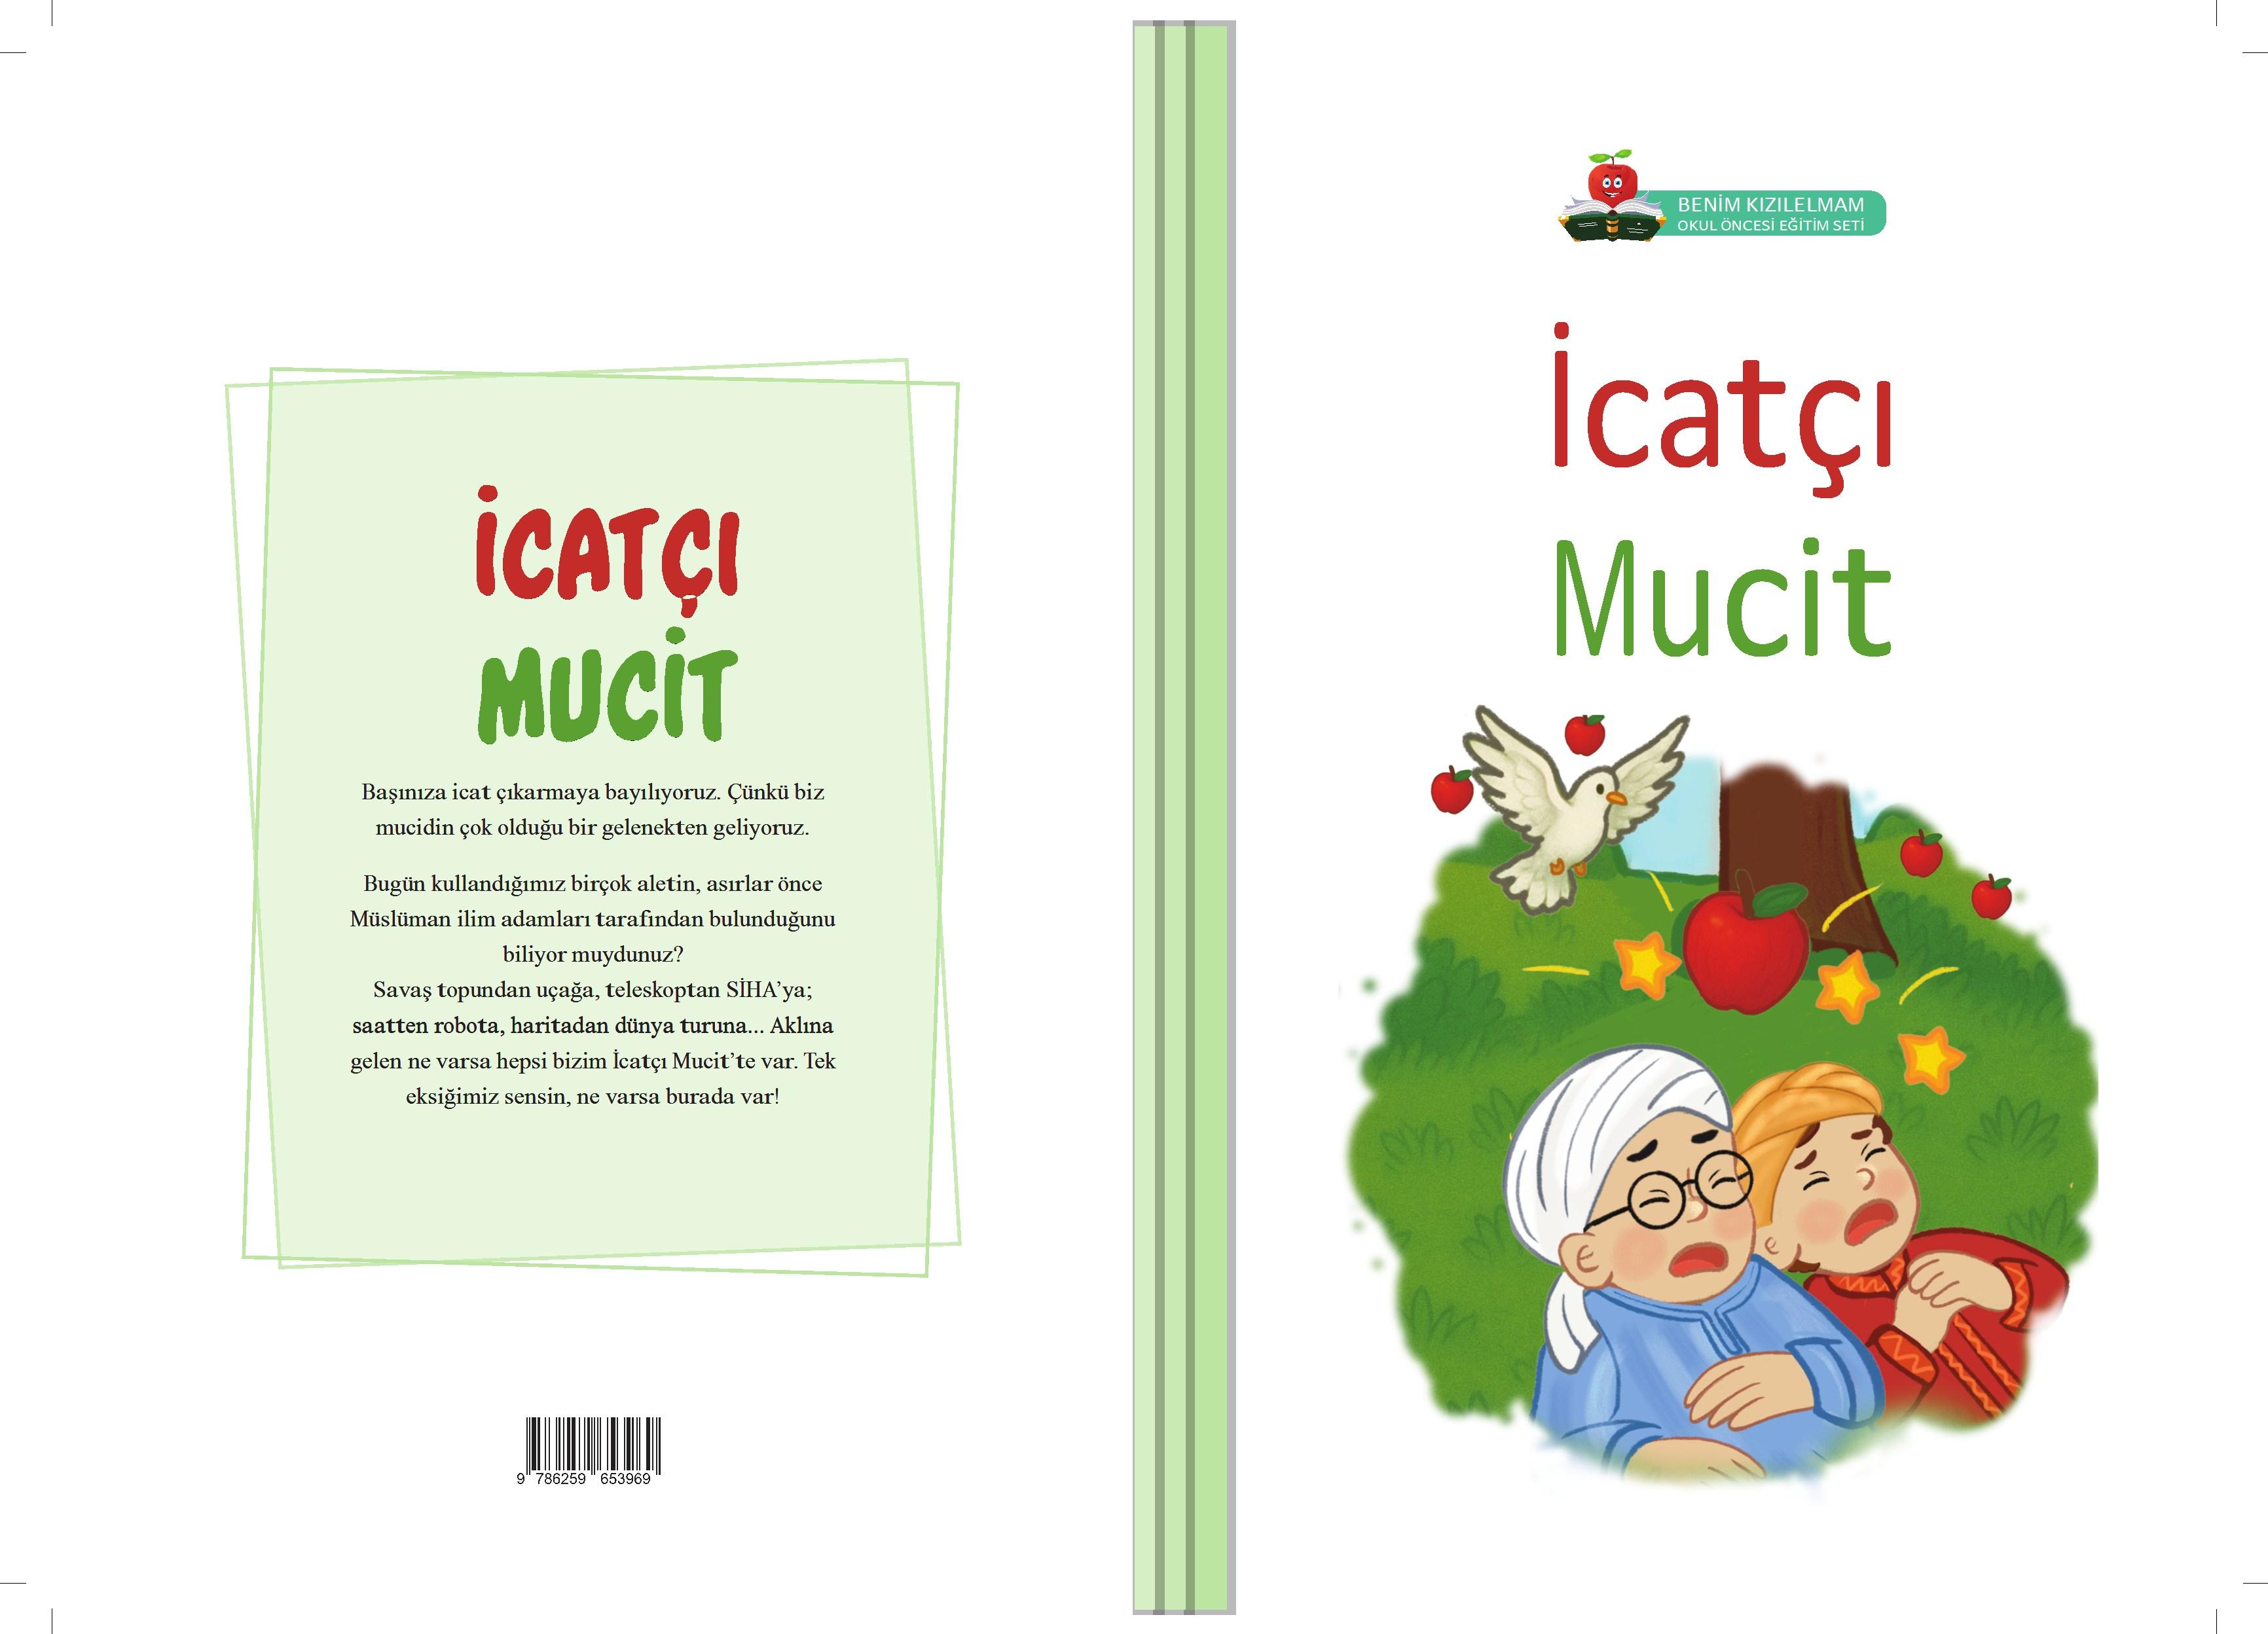 İCATÇI
MUCİT
Başınıza icat çıkarmaya bayılıyoruz. Çünkü biz
mucidin çok olduğu bir gelenekten geliyoruz.
Bugün kullandığımız birçok aletin, asırlar önce
Müslüman ilim adamları tarafından bulunduğunu
biliyor muydunuz?
Savaş topundan uçağa, teleskoptan SİHA’ya;
saatten robota, haritadan dünya turuna... Aklına
gelen ne varsa hepsi bizim İcatçı Mucit’te var. Tek
eksiğimiz sensin, ne varsa burada var!
9 786259 653969
BENİM KIZILELMAM
OKUL ÖNCESİ EĞİTİM SETİ
İcatçı
Mucit